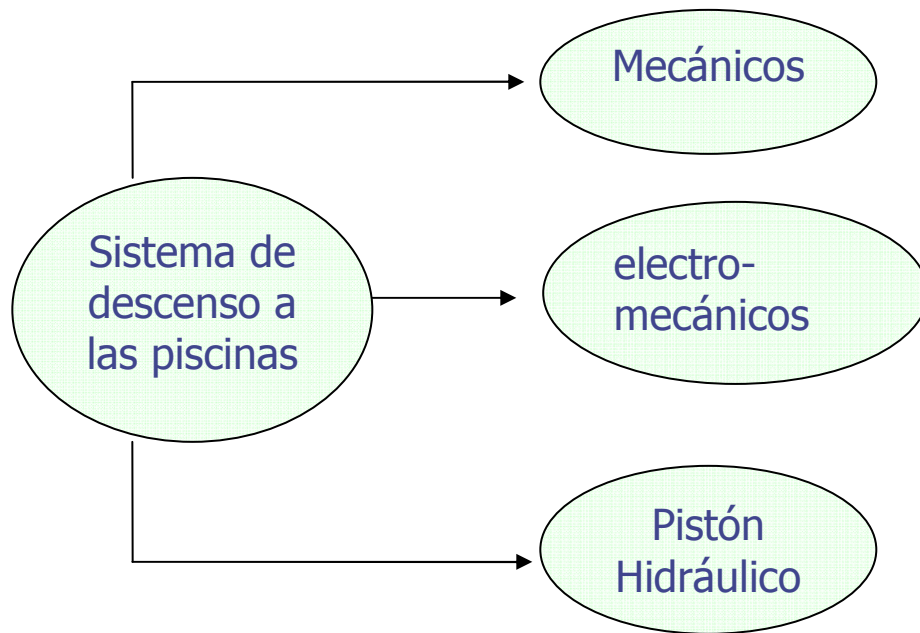 Mecánicos
Sistema de
descenso a
las piscinas
electro-
mecánicos
Pistón
Hidráulico